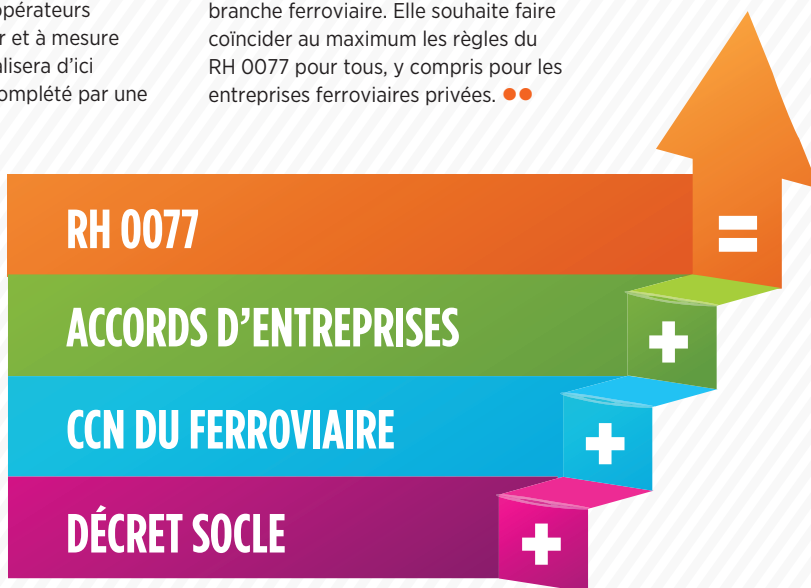 opérateurs
r et à mesure
alisera d'ici
omplété par une
branche ferroviaire. Elle souhaite faire
coïncider au maximum les règles du
RH 0077 pour tous, y compris pour les
entreprises ferroviaires privées.
RH 0077
=
ACCORDS D'ENTREPRISES
+
CCN DU FERROVIAIRE
+
DÉCRET SOCLE
+